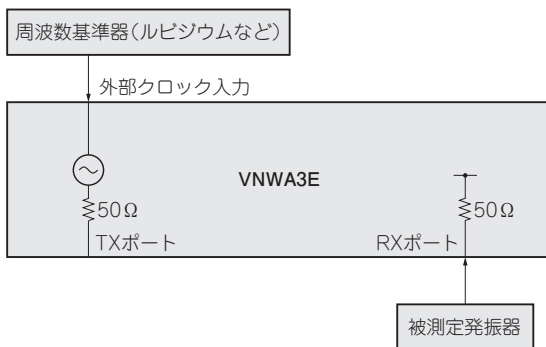 周波数基準器(ルビジウムなど)
外部クロック入力
VNWA3E
50Ω
50Ω
TXポート
RXポート
被測定発振器